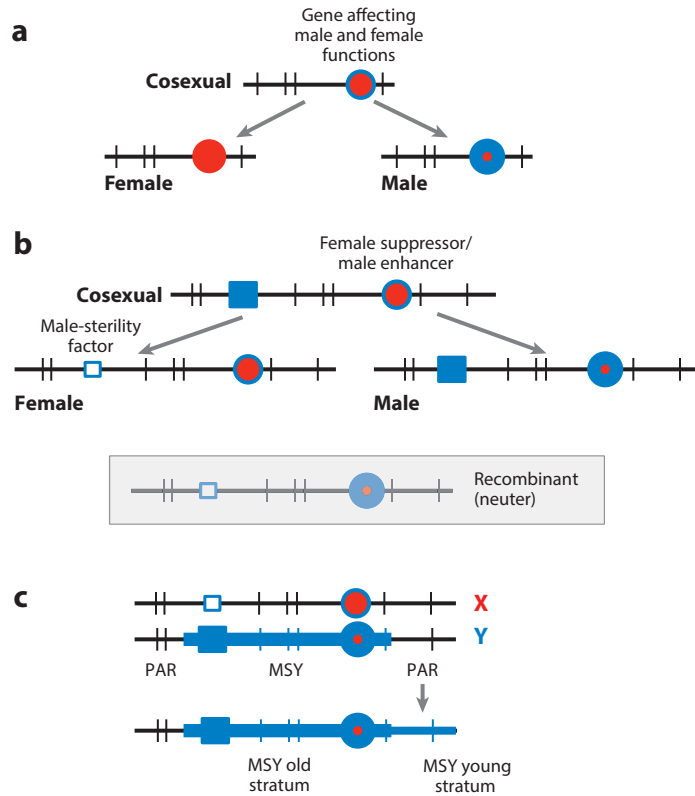 a
Gene affecting
male and female
functions
Cosexual
Female
Male
b
Female suppressor/
male enhancer
Cosexual
Male-sterility
factor
Female
Male
Recombinant
(neuter)
c
X
Y
PAR
MSY
PAR
MSY old
stratum
MSY young
stratum